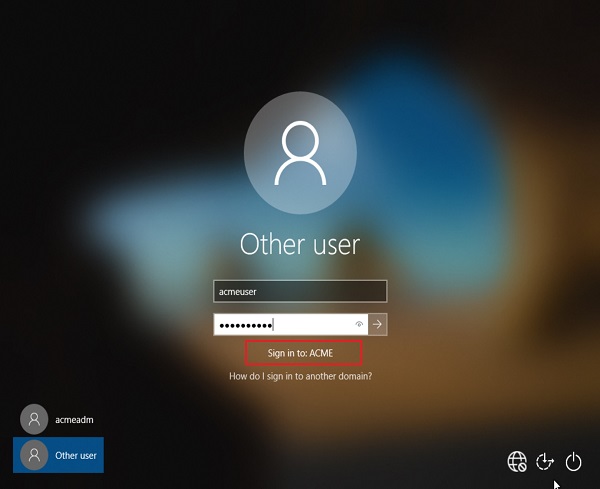 Other user
acmeuser
Sign in to: ACME
How do I sign in to another domain?
acmeadm
Other user